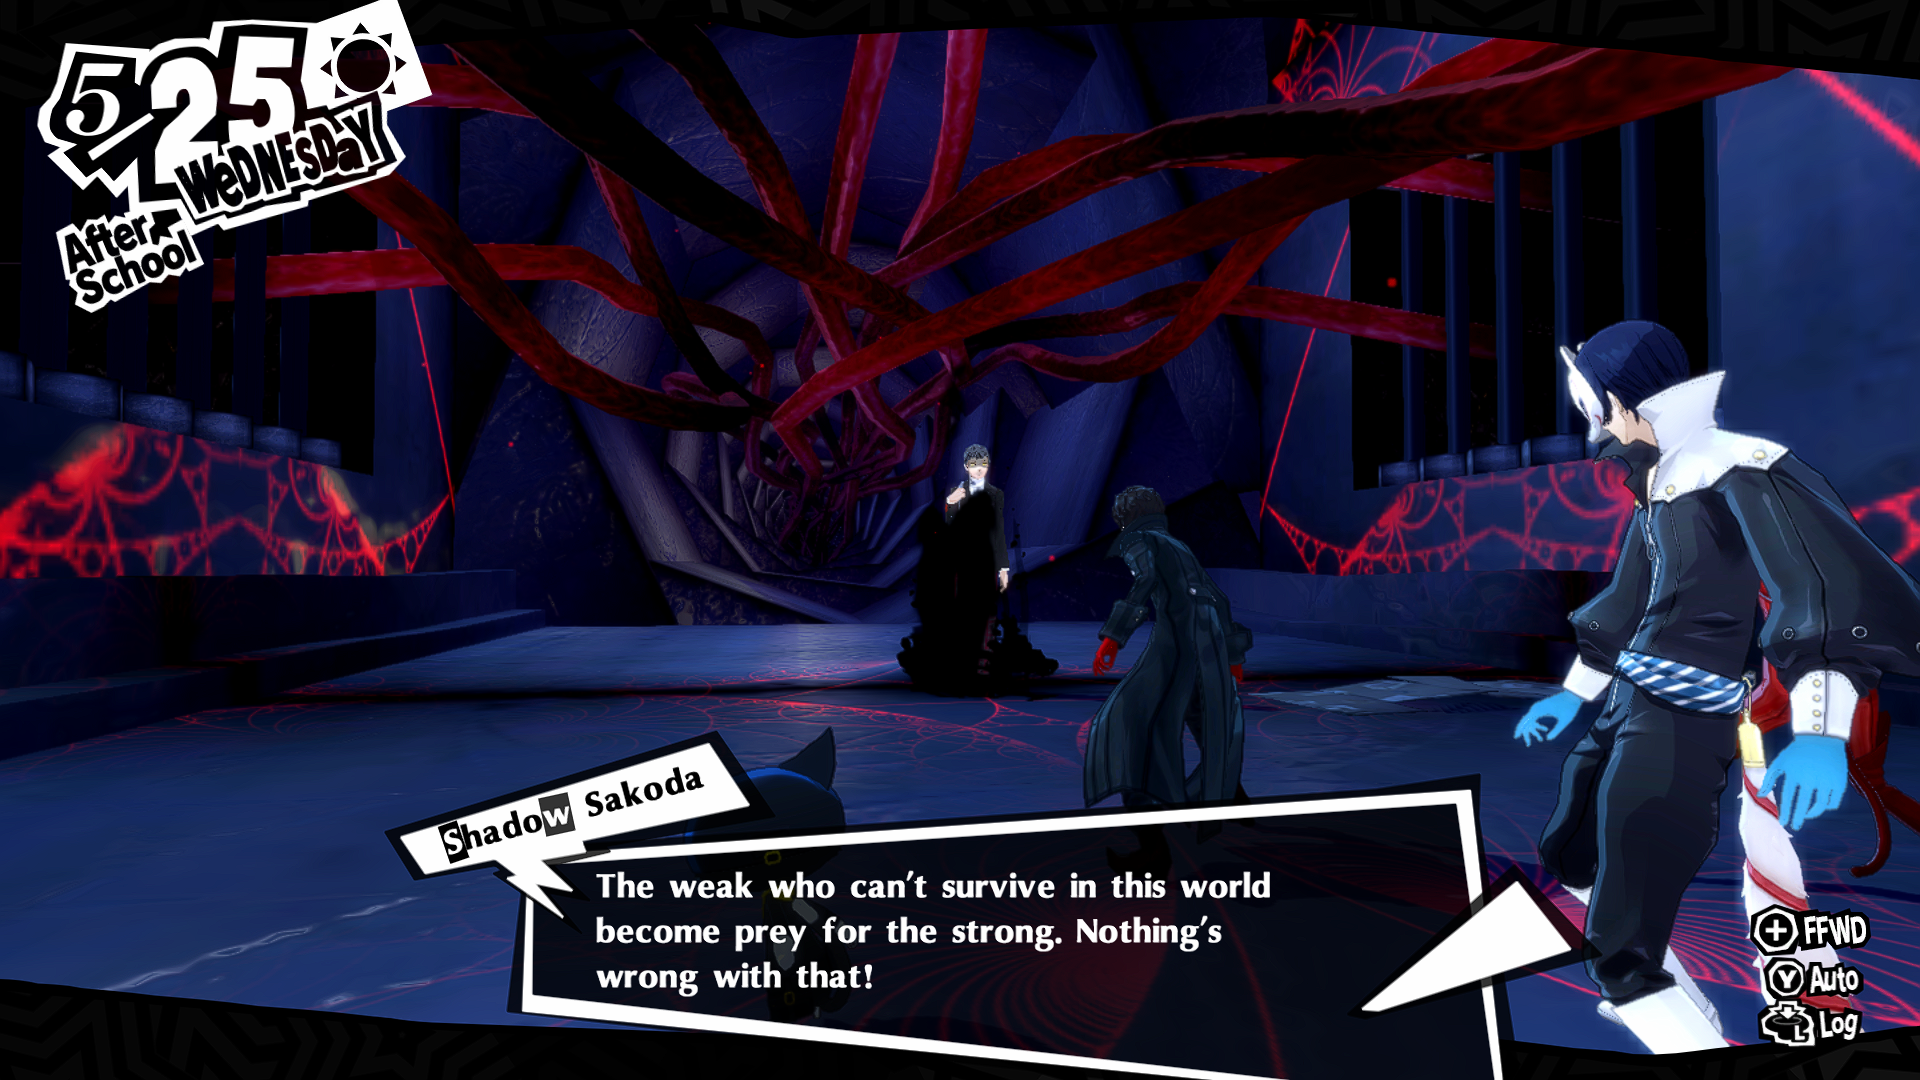 5/25
WeDNESDaY
After
School
Shadow Sakoda
The weak who can't survive in this world
become prey for the strong. Nothing's
wrong with that!
+ FFWD
Y Auto
L Log